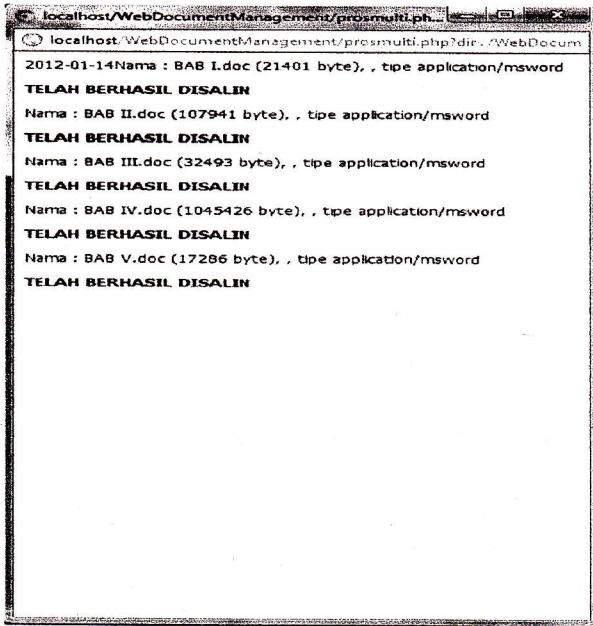 localhost/WebDocumentManagement/prosmulti.ph...
localhost/WebDocumentManagement/prosmulti.php?dir../WebDocum
2012-01-14Nama : BAB I.doc (21401 byte), , tipe application/msword
TELAH BERHASIL DISALIN
Nama : BAB II.doc (107941 byte), , tipe application/msword
TELAH BERHASIL DISALIN
Nama : BAB III.doc (32493 byte), , tipe application/msword
TELAH BERHASIL DISALIN
Nama : BAB IV.doc (1045426 byte), , tipe application/msword
TELAH BERHASIL DISALIN
Nama : BAB V.doc (17286 byte), , tipe application/msword
TELAH BERHASIL DISALIN